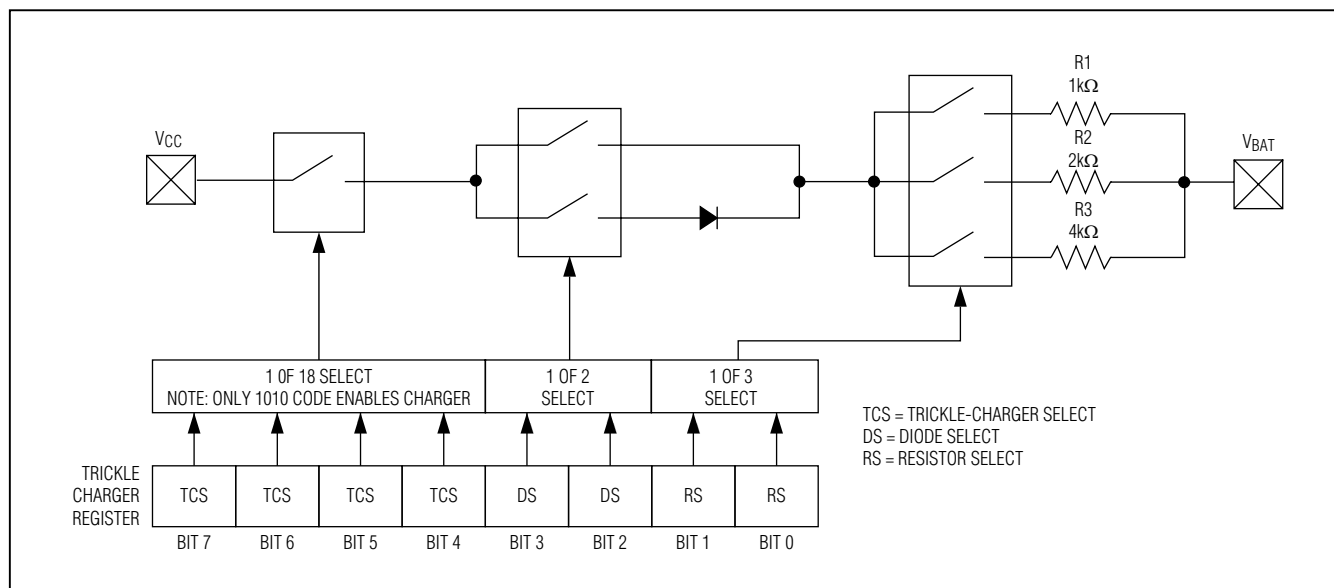 R1
1kΩ
VCC
R2
2kΩ
VBAT
R3
4kΩ
1 0F 18 SELECT
NOTE: ONLY 1010 CODE ENABLES CHARGER
1 OF 2
SELECT
1 OF 3
SELECT
TCS = TRICKLE-CHARGER SELECT
DS = DIODE SELECT
RS = RESISTOR SELECT
TRICKLE
CHARGER
REGISTER
TCS TCS TCS TCS DS DS RS RS
BIT 7 BIT 6 BIT 5 BIT 4 BIT 3 BIT 2 BIT 1 BIT 0